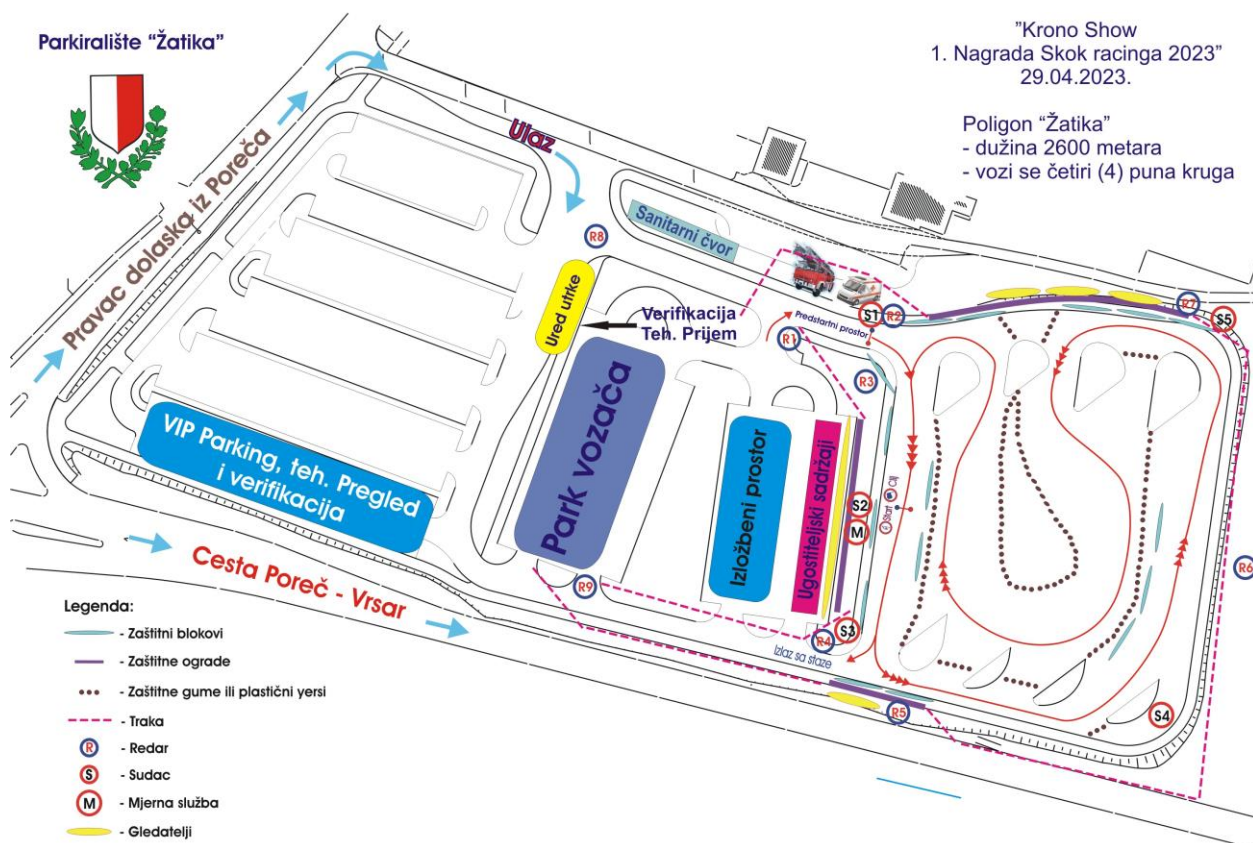 Parkiralište “Žatika”
"Krono Show
1. Nagrada Skok racinga 2023”
29.04.2023.
Poligon “Žatika”
- dužina 2600 metara
- vozi se četiri (4) puna kruga
Pravac dolaska iz Poreča
Ulaz
Sanitarni čvor
R8
Ured utrke
Verifikacija
Teh. Prijem
Predstartni prostor
S1
R2
R7
S5
R1
R3
Park vozača
VIP Parking, teh. Pregled
i verifikacija
Izložbeni prostor
Ugostiteljski sadržaji
S2
M
Start
Cilj
R6
R9
S3
R4
Izlaz sa staze
R5
S4
Cesta Poreč - Vrsar
Legenda:
- Zaštitni blokovi
- Zaštitne ograde
- Zaštitne gume ili plastični yersi
- Traka
R - Redar
S - Sudac
M - Mjerna služba
- Gledatelji